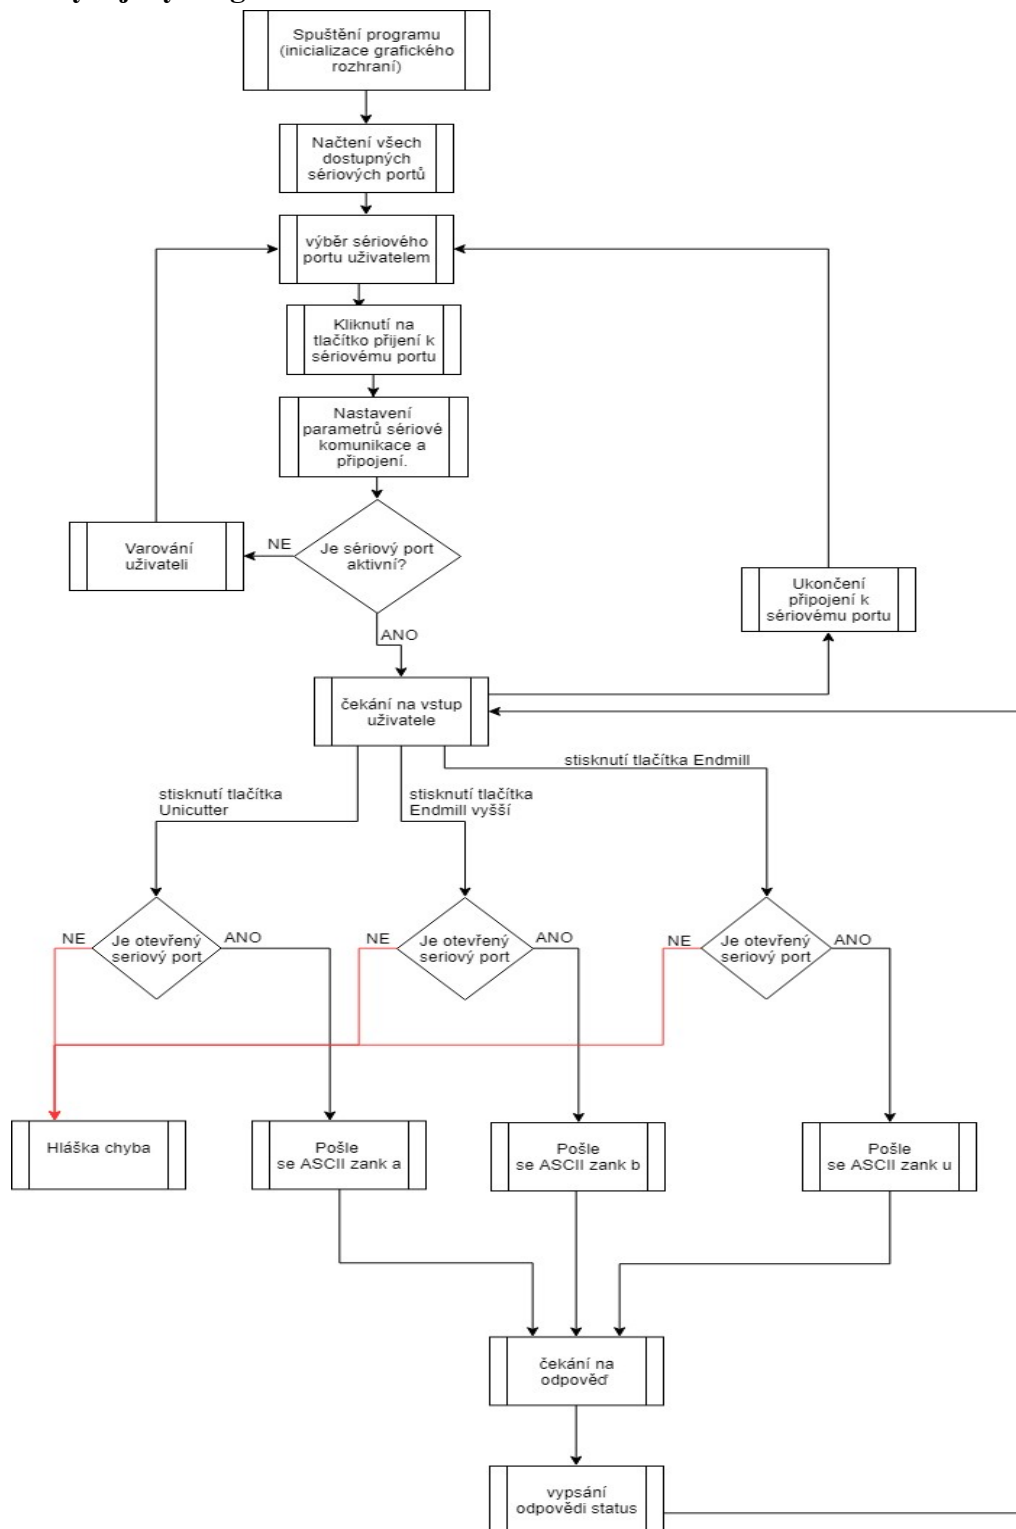 Spuštění programu
(inicializace grafického
rozhraní)
Načtení všech
dostupných
sériových portů
výběr sériového
portu uživatelem
Kliknutí na
tlačítko přijení k
sériovému portu
Nastavení
parametrů sériové
komunikace a
připojení.
Varování
uživateli
NE
Je sériový port
aktivní?
Ukončení
připojení k
sériovému portu
ANO
čekání na vstup
uživatele
stisknutí tlačítka Endmill
stisknutí tlačítka
Unicutter
stisknutí tlačítka
Endmill vyšší
NE
Je otevřený
seriový port
ANO
NE
Je otevřený
seriový port
ANO
NE
Je otevřený
seriový port
ANO
Hláška chyba
Pošle
se ASCII zank a
Pošle
se ASCII zank b
Pošle
se ASCII zank u
čekání na
odpověď
vypsání
odpovědi status